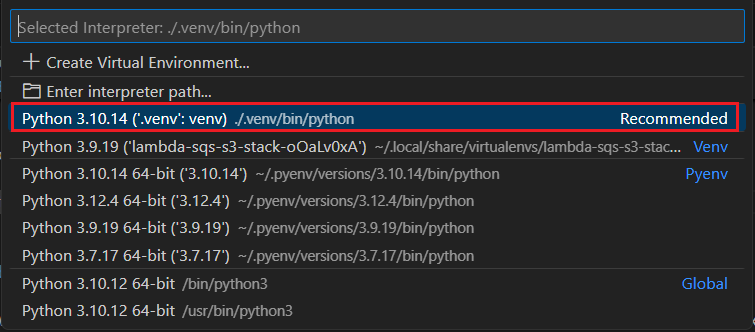 Selected Interpreter: ./.venv/bin/python
Create Virtual Environment...
Enter interpreter path...
Python 3.10.14 ('.venv': venv) ./.venv/bin/python Recommended
Python 3.9.19 ('lambda-sqs-s3-stack-oOaLv0xA') ~/.local/share/virtualenvs/lambda-sqs-s3-stac... Venv
Python 3.10.14 64-bit ('3.10.14') ~/.pyenv/versions/3.10.14/bin/python Pyenv
Python 3.12.4 64-bit ('3.12.4') ~/.pyenv/versions/3.12.4/bin/python
Python 3.9.19 64-bit ('3.9.19') ~/.pyenv/versions/3.9.19/bin/python
Python 3.7.17 64-bit ('3.7.17') ~/.pyenv/versions/3.7.17/bin/python
Python 3.10.12 64-bit /bin/python3 Global
Python 3.10.12 64-bit /usr/bin/python3